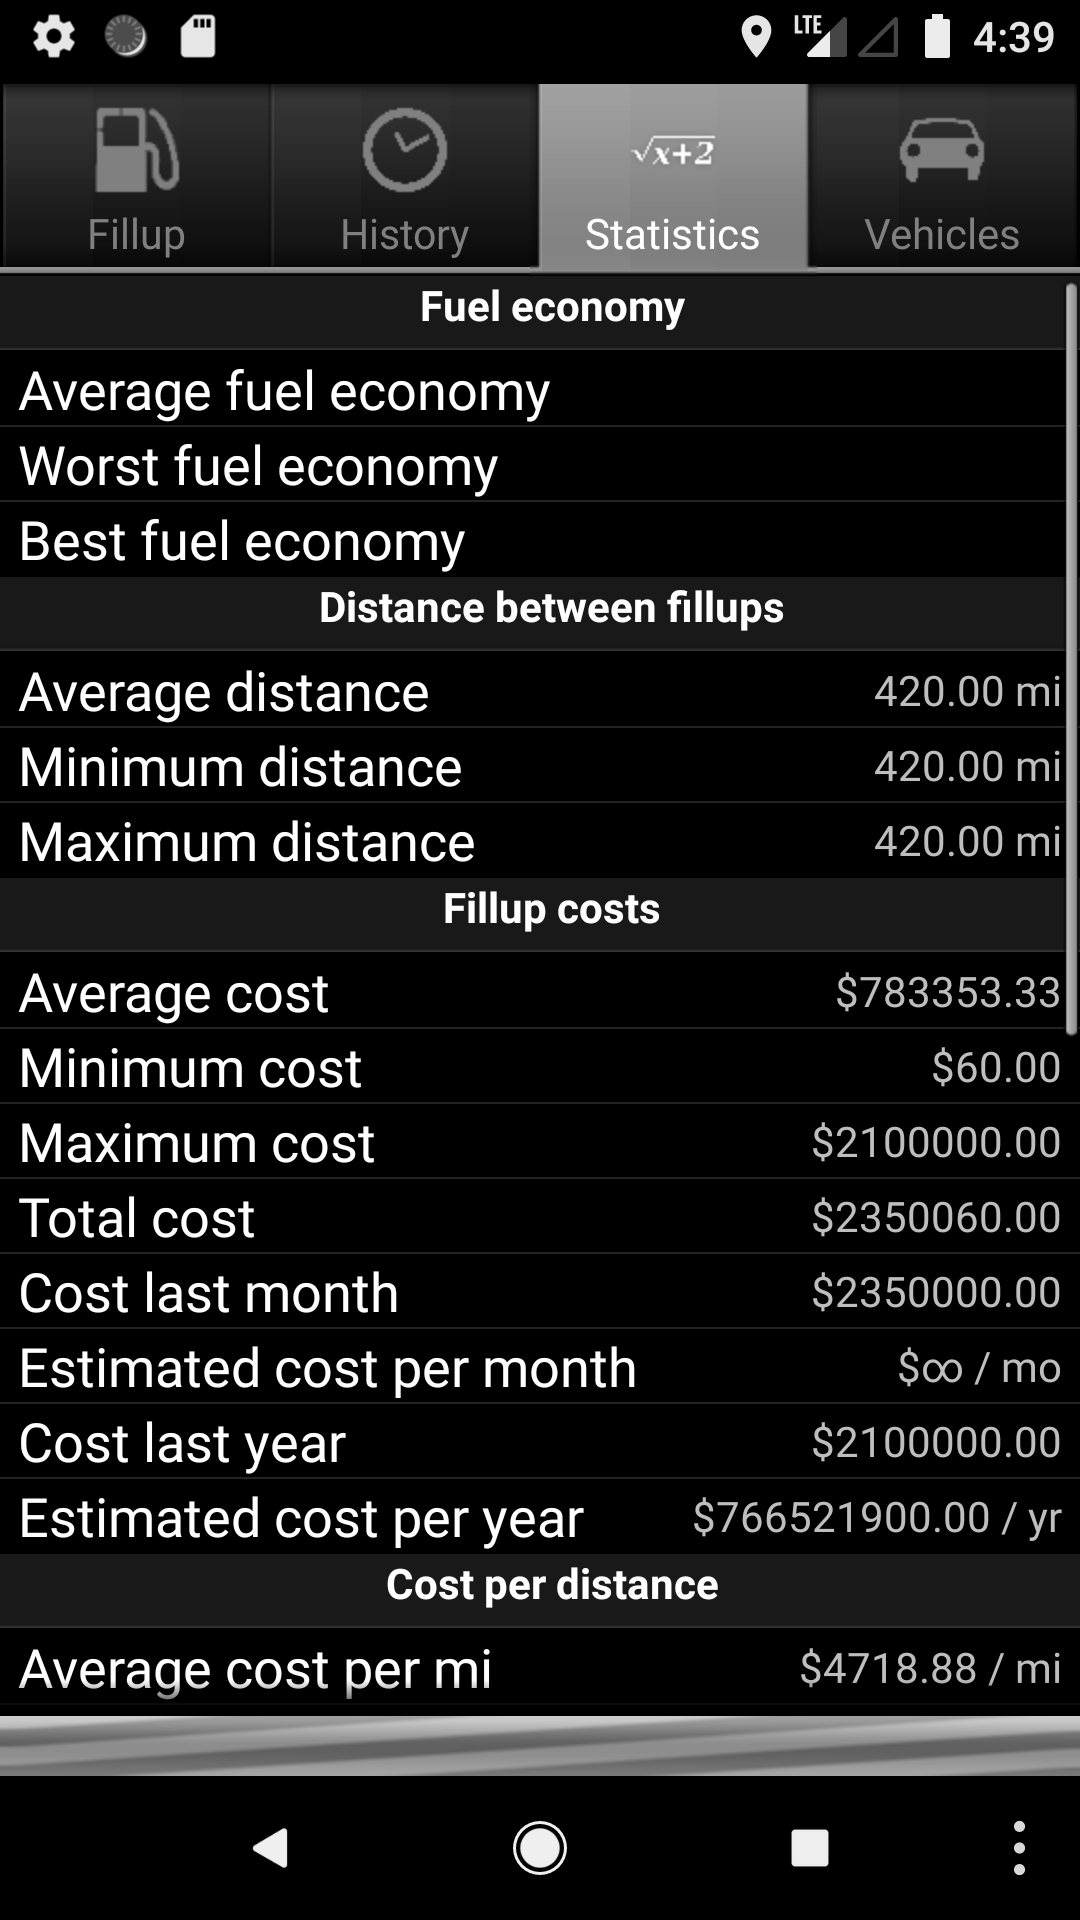 LTE 4:39
√x+2
Fillup History Statistics Vehicles
Fuel economy
Average fuel economy
Worst fuel economy
Best fuel economy
Distance between fillups
Average distance 420.00 mi
Minimum distance 420.00 mi
Maximum distance 420.00 mi
Fillup costs
Average cost $783353.33
Minimum cost $60.00
Maximum cost $2100000.00
Total cost $2350060.00
Cost last month $2350000.00
Estimated cost per month $∞ / mo
Cost last year $2100000.00
Estimated cost per year $766521900.00 / yr
Cost per distance
Average cost per mi $4718.88 / mi